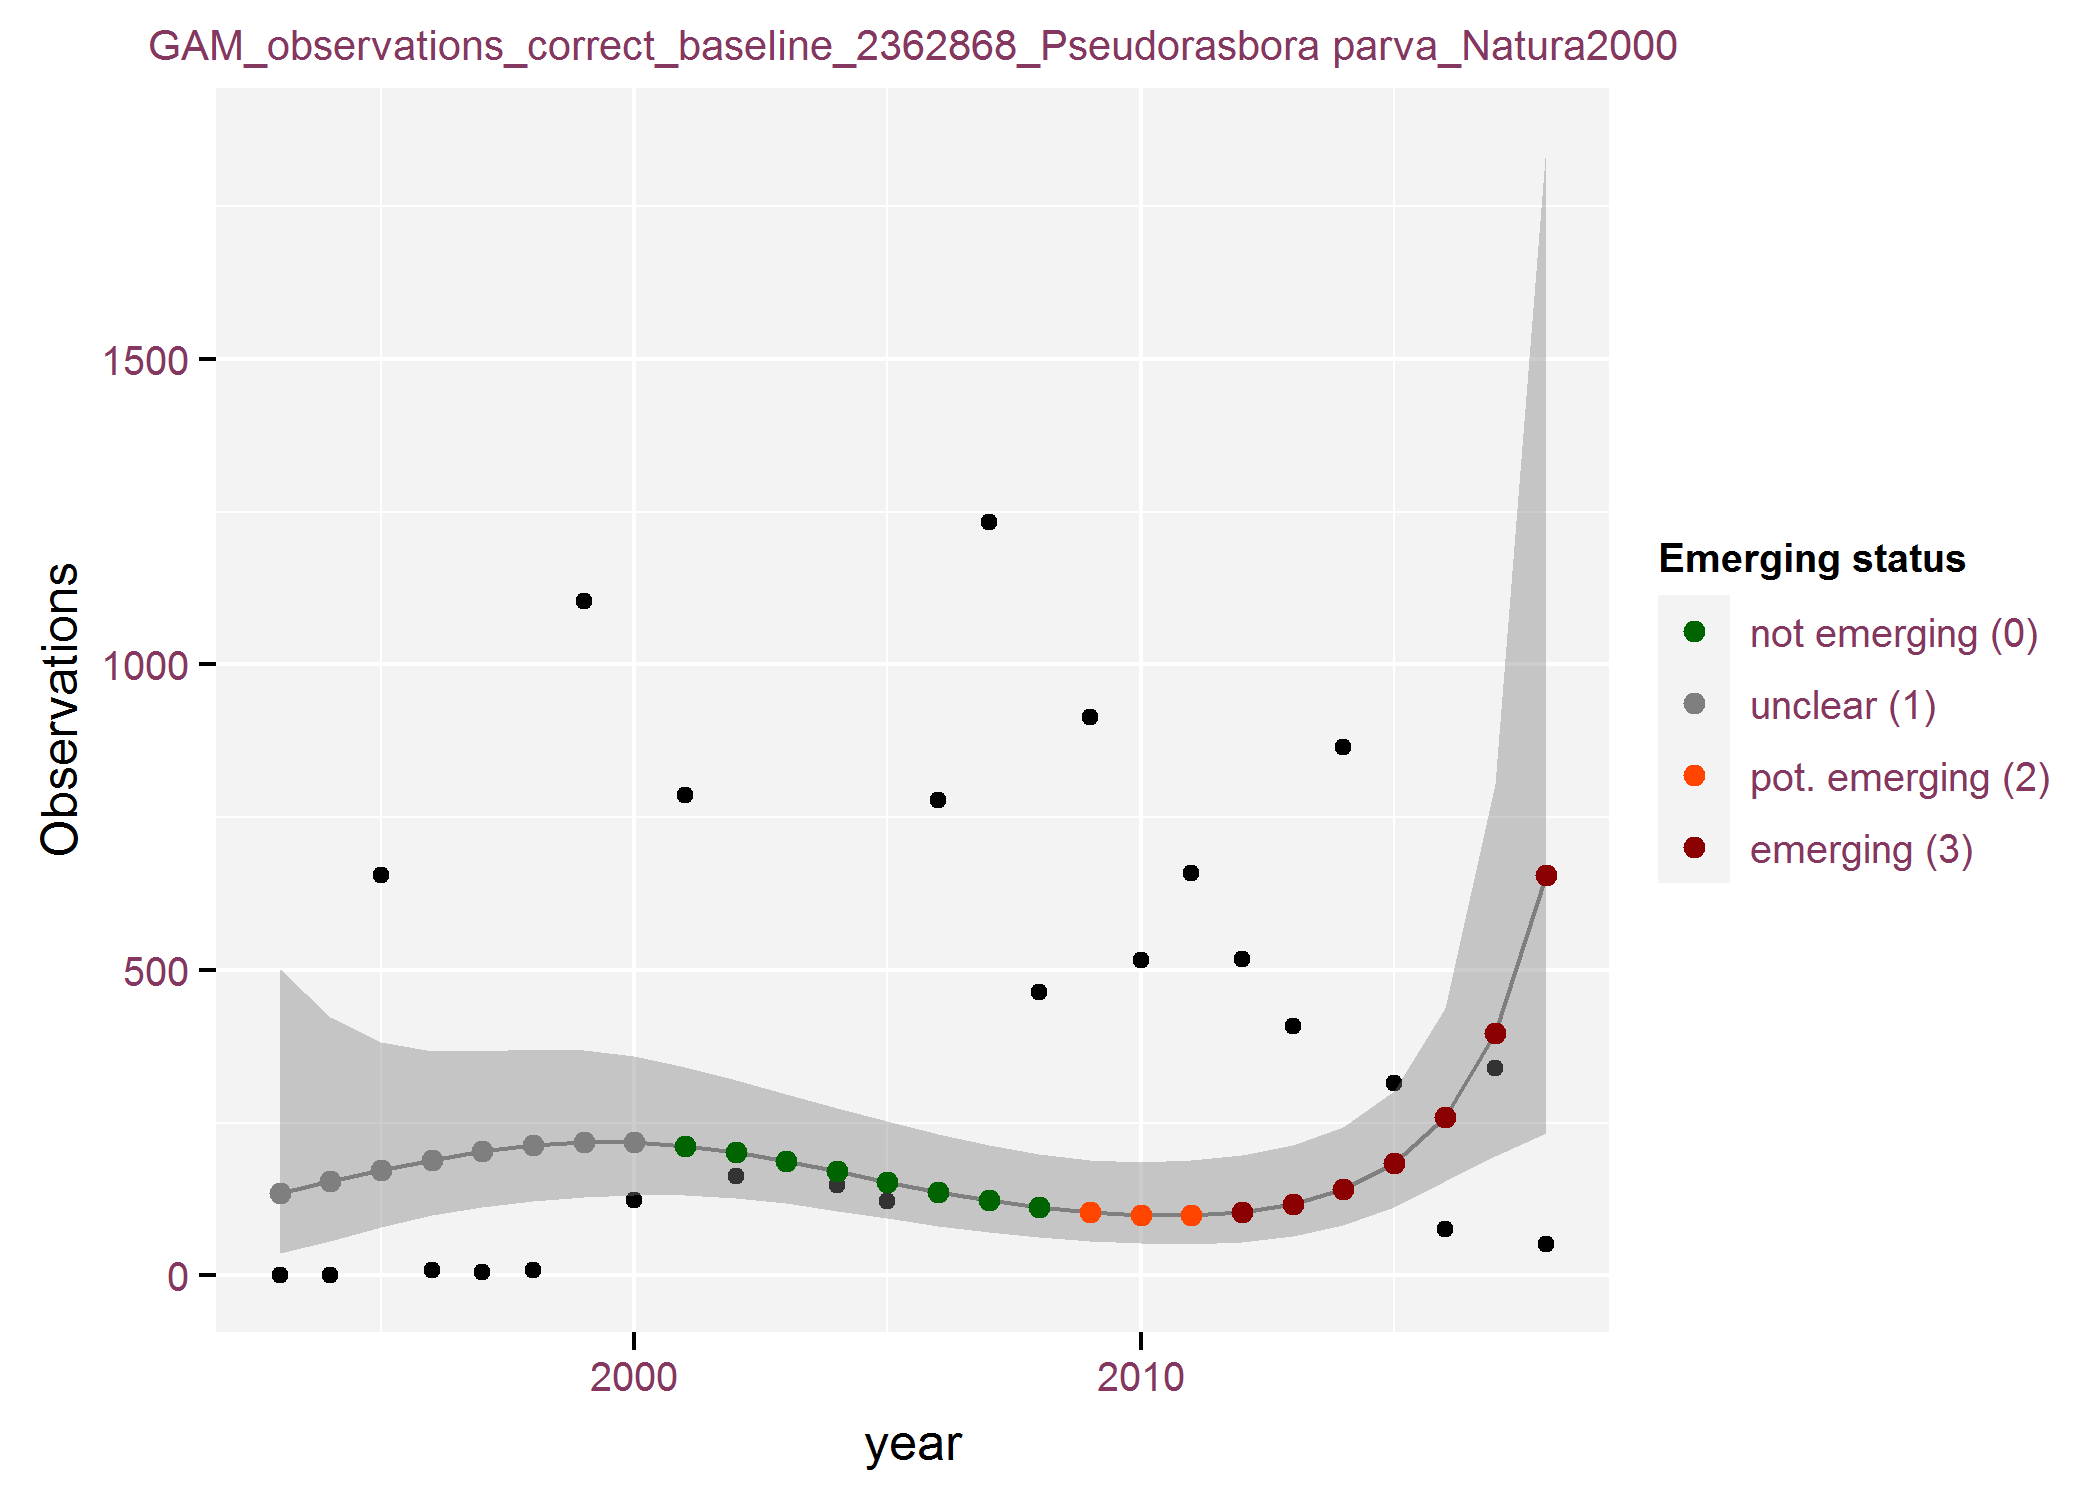 GAM_observations_correct_baseline_2362868_Pseudorasbora parva_Natura2000
Observations
1500
1000
500
0
2000
2010
year
Emerging status
not emerging (0)
unclear (1)
pot. emerging (2)
emerging (3)